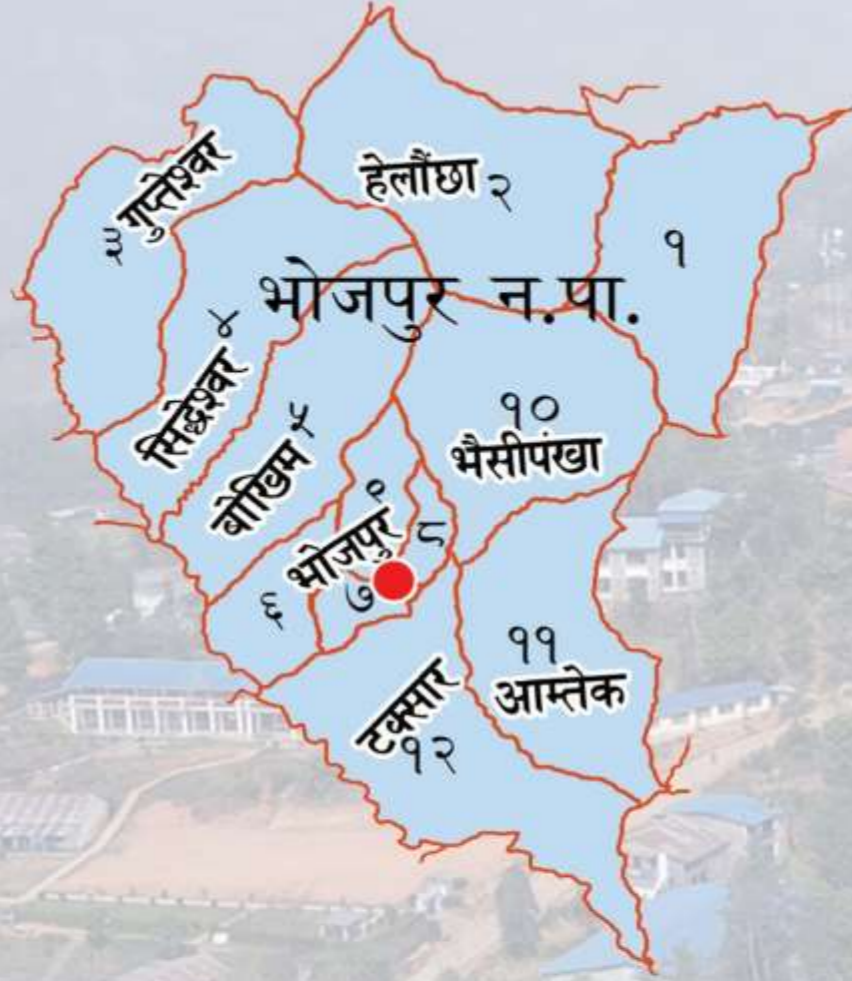 हेलौंछा २
१
गुप्तेश्वर
३
भोजपुर न.पा.
४
सिद्धेश्वर
५
बोखिम
१०
भैसीपंखा
९
८
भोजपुर
७
६
११
आम्तेक
टक्सार
१२